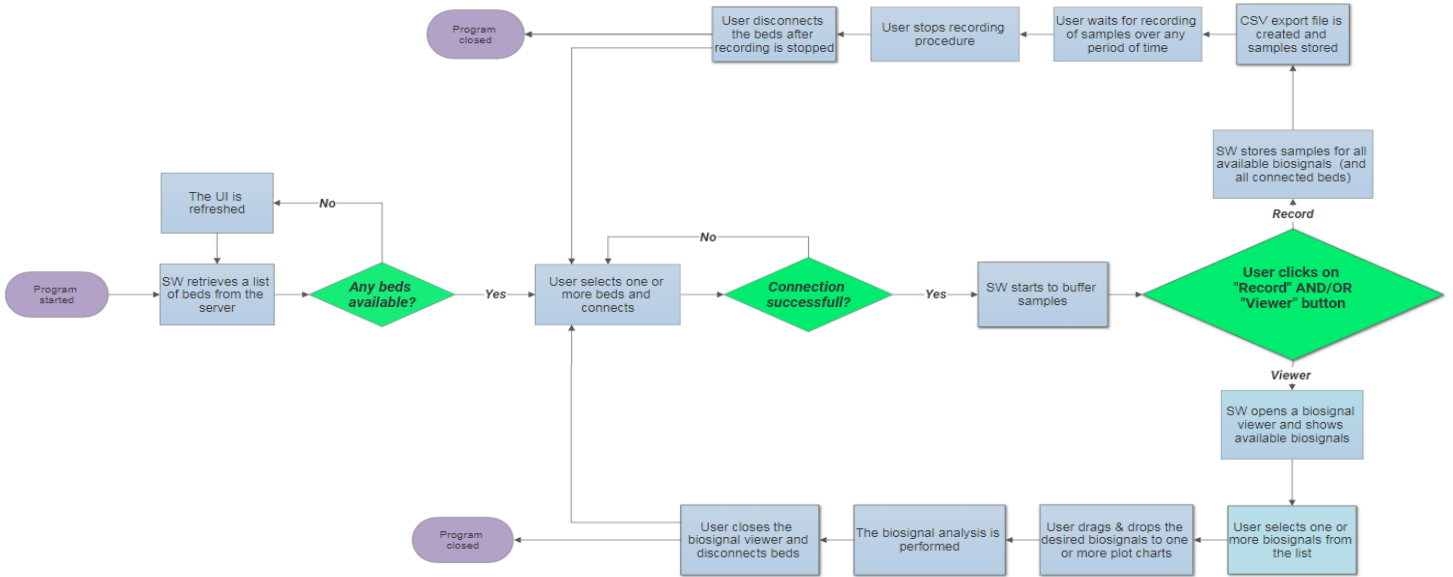 Program
closed
User disconnects
the beds after
recording is stopped
User stops recording
procedure
User waits for recording
of samples over any
period of time
CSV export file is
created and
samples stored
SW stores samples for all
available biosignals (and
all connected beds)
The UI is
refreshed
No
Record
No
Program
started
SW retrieves a list
of beds from the
server
Any beds
available?
Yes
User selects one or
more beds and
connects
Connection
successfull?
Yes
SW starts to buffer
samples
User clicks on
"Record" AND/OR
"Viewer" button
Viewer
SW opens a biosignal
viewer and shows
available biosignals
Program
closed
User closes the
biosignal viewer and
disconnects beds
The biosignal analysis is
performed
User drags & drops the
desired biosignals to one
or more plot charts
User selects one or
more biosignals from
the list